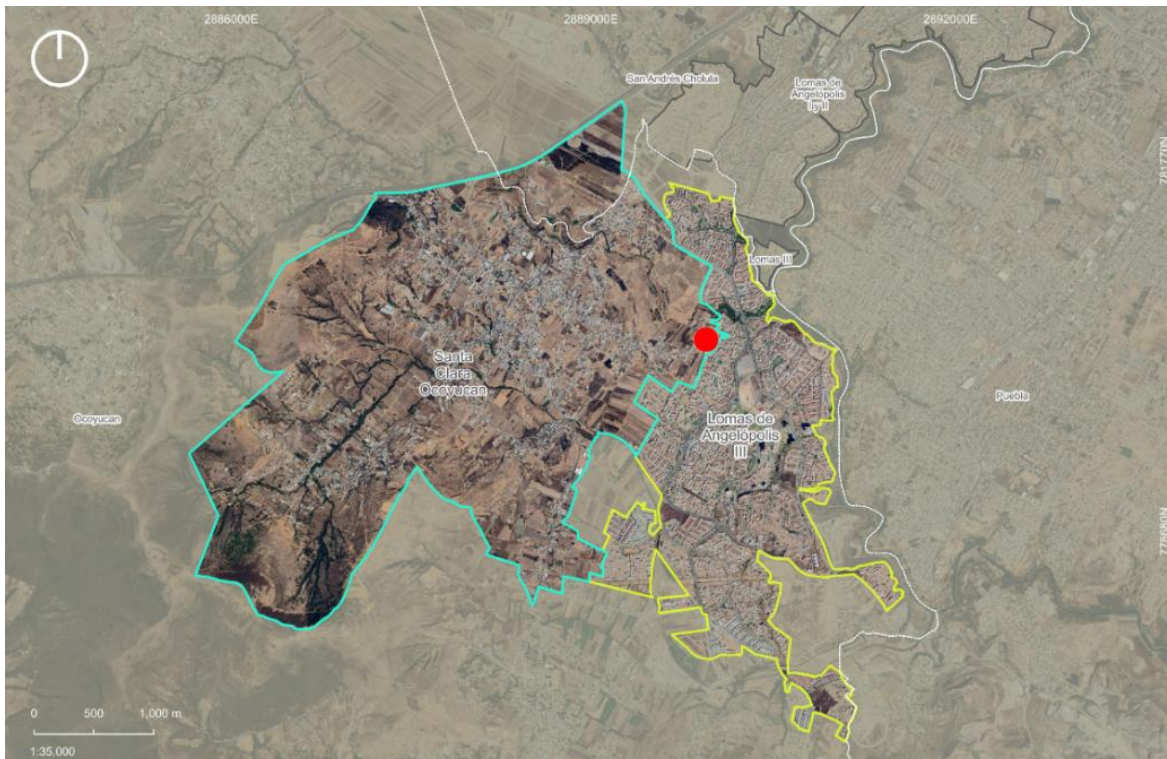 2886000E
2889000E
2892000E
San Andrés Cholula
Lomas de
Angelópolis
I y II
781770N
Lomas III
Santa
Clara
Ocoyucan
Ocoyucan
Puebla
Lomas de
Angelópolis
III
0 500 1,000 m
1:35,000